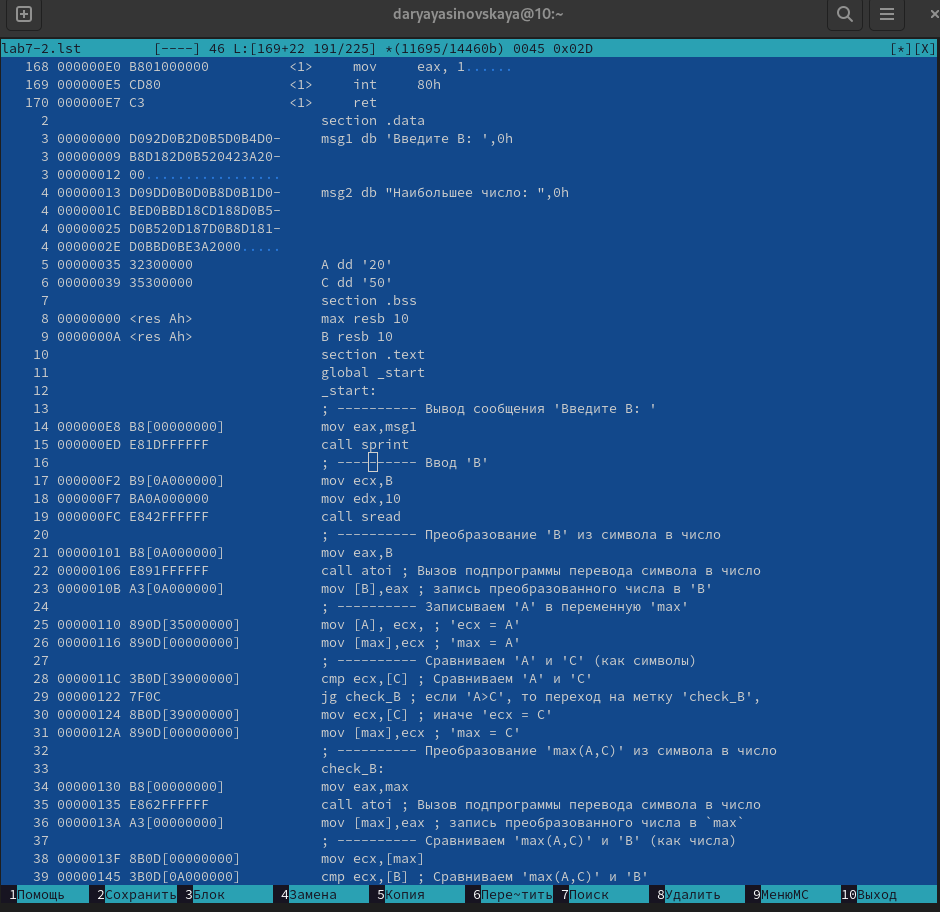 daryayasinovskaya@10:~
lab7-2.lst [----] 46 L:[169+22 191/225] *(11695/14460b) 0045 0x02D [*][X]
168 000000E0 B801000000 <1> mov eax, 1......
169 000000E5 CD80 <1> int 80h
170 000000E7 C3 <1> ret
2 section .data
3 00000000 D092D0B2D0B5D0B4D0- msg1 db 'Введите B: ',0h
3 00000009 B8D182D0B520423A20-
3 00000012 00.................
4 00000013 D09DD0B0D0B8D0B1D0- msg2 db "Наибольшее число: ",0h
4 0000001C BED0BBD18CD188D0B5-
4 00000025 D0B520D187D0B8D181-
4 0000002E D0BBD0BE3A2000.....
5 00000035 32300000 A dd '20'
6 00000039 35300000 C dd '50'
7 section .bss
8 00000000 <res Ah> max resb 10
9 0000000A <res Ah> B resb 10
10 section .text
11 global _start
12 _start:
13 ; ---------- Вывод сообщения 'Введите B: '
14 000000E8 B8[00000000] mov eax,msg1
15 000000ED E81DFFFFFF call sprint
16 ; ---------- Ввод 'B'
17 000000F2 B9[0A000000] mov ecx,B
18 000000F7 BA0A000000 mov edx,10
19 000000FC E842FFFFFF call sread
20 ; ---------- Преобразование 'B' из символа в число
21 00000101 B8[0A000000] mov eax,B
22 00000106 E891FFFFFF call atoi ; Вызов подпрограммы перевода символа в число
23 0000010B A3[0A000000] mov [B],eax ; запись преобразованного числа в 'B'
24 ; ---------- Записываем 'A' в переменную 'max'
25 00000110 890D[35000000] mov [A], ecx, ; 'ecx = A'
26 00000116 890D[00000000] mov [max],ecx ; 'max = A'
27 ; ---------- Сравниваем 'A' и 'С' (как символы)
28 0000011C 3B0D[39000000] cmp ecx,[C] ; Сравниваем 'A' и 'С'
29 00000122 7F0C jg check_B ; если 'A>C', то переход на метку 'check_B',
30 00000124 8B0D[39000000] mov ecx,[C] ; иначе 'ecx = C'
31 0000012A 890D[00000000] mov [max],ecx ; 'max = C'
32 ; ---------- Преобразование 'max(A,C)' из символа в число
33 check_B:
34 00000130 B8[00000000] mov eax,max
35 00000135 E862FFFFFF call atoi ; Вызов подпрограммы перевода символа в число
36 0000013A A3[00000000] mov [max],eax ; запись преобразованного числа в `max`
37 ; ---------- Сравниваем 'max(A,C)' и 'B' (как числа)
38 0000013F 8B0D[00000000] mov ecx,[max]
39 00000145 3B0D[0A000000] cmp ecx,[B] ; Сравниваем 'max(A,C)' и 'B'
1Помощь 2Сохранить 3Блок 4Замена 5Копия 6Пере~тить 7Поиск 8Удалить 9МенюМС 10Выход